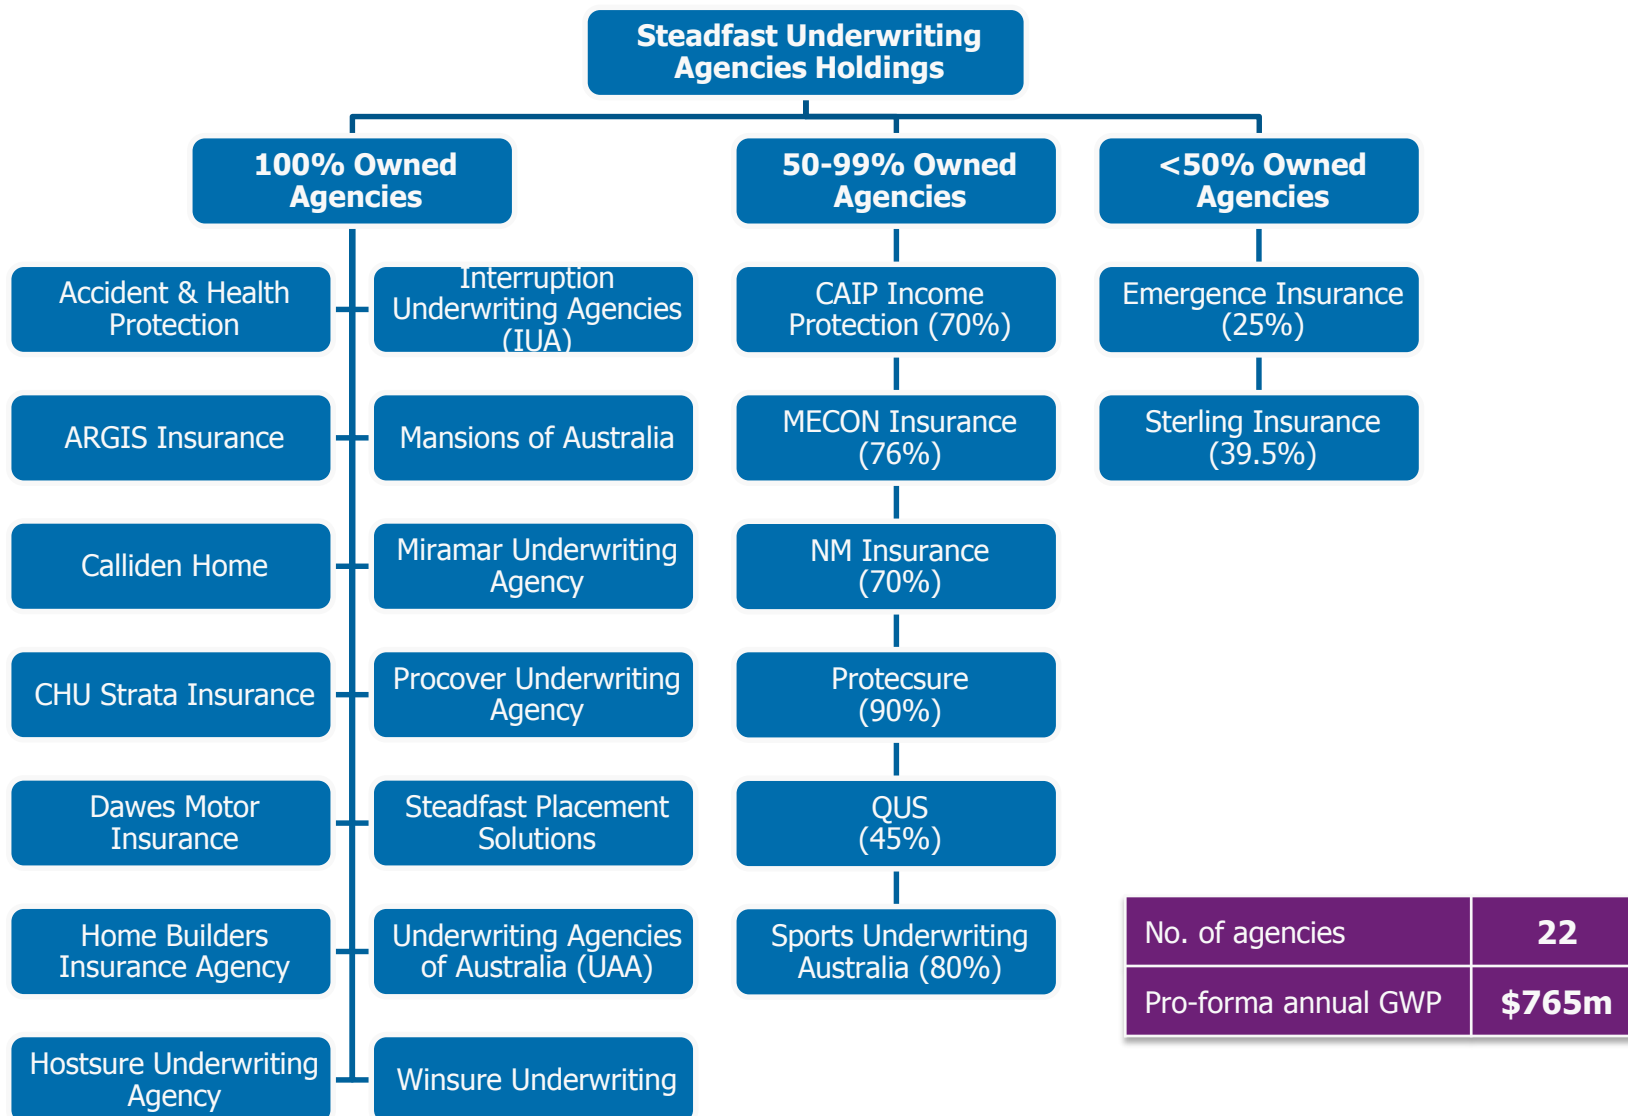 Steadfast Underwriting
Agencies Holdings
100% Owned
Agencies
50-99% Owned
Agencies
<50% Owned
Agencies
Accident & Health
Protection
Interruption
Underwriting Agencies
(IUA)
CAIP Income
Protection (70%)
Emergence Insurance
(25%)
ARGIS Insurance
Mansions of Australia
MECON Insurance
(76%)
Sterling Insurance
(39.5%)
Calliden Home
Miramar Underwriting
Agency
NM Insurance
(70%)
CHU Strata Insurance
Procover Underwriting
Agency
Protecsure
(90%)
Dawes Motor
Insurance
Steadfast Placement
Solutions
QUS
(45%)
Home Builders
Insurance Agency
Underwriting Agencies
of Australia (UAA)
Sports Underwriting
Australia (80%)
No. of agencies 22
Pro-forma annual GWP $765m
Hostsure Underwriting
Agency
Winsure Underwriting